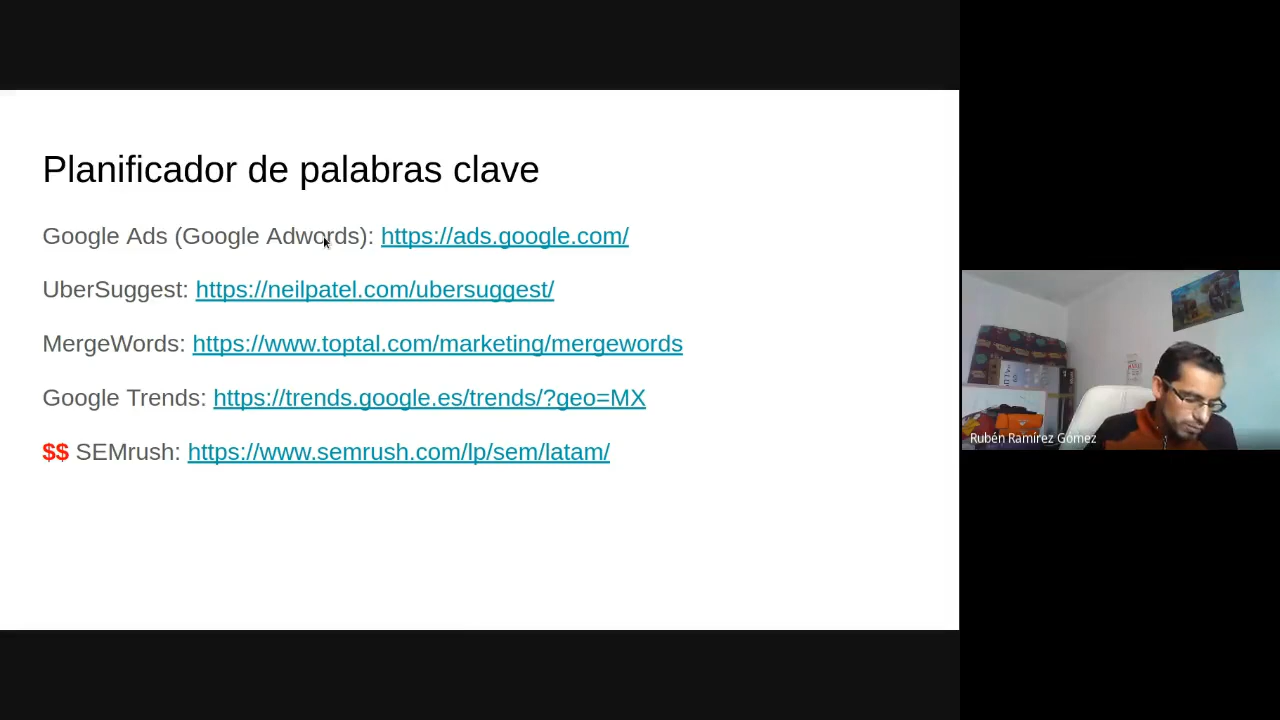 Planificador de palabras clave
Google Ads (Google Adwords): https://ads.google.com/
UberSuggest: https://neilpatel.com/ubersuggest/
MergeWords: https://www.toptal.com/marketing/mergewords
Google Trends: https://trends.google.es/trends/?geo=MX
$$ SEMrush: https://www.semrush.com/lp/sem/latam/
Rubén Ramírez Gómez